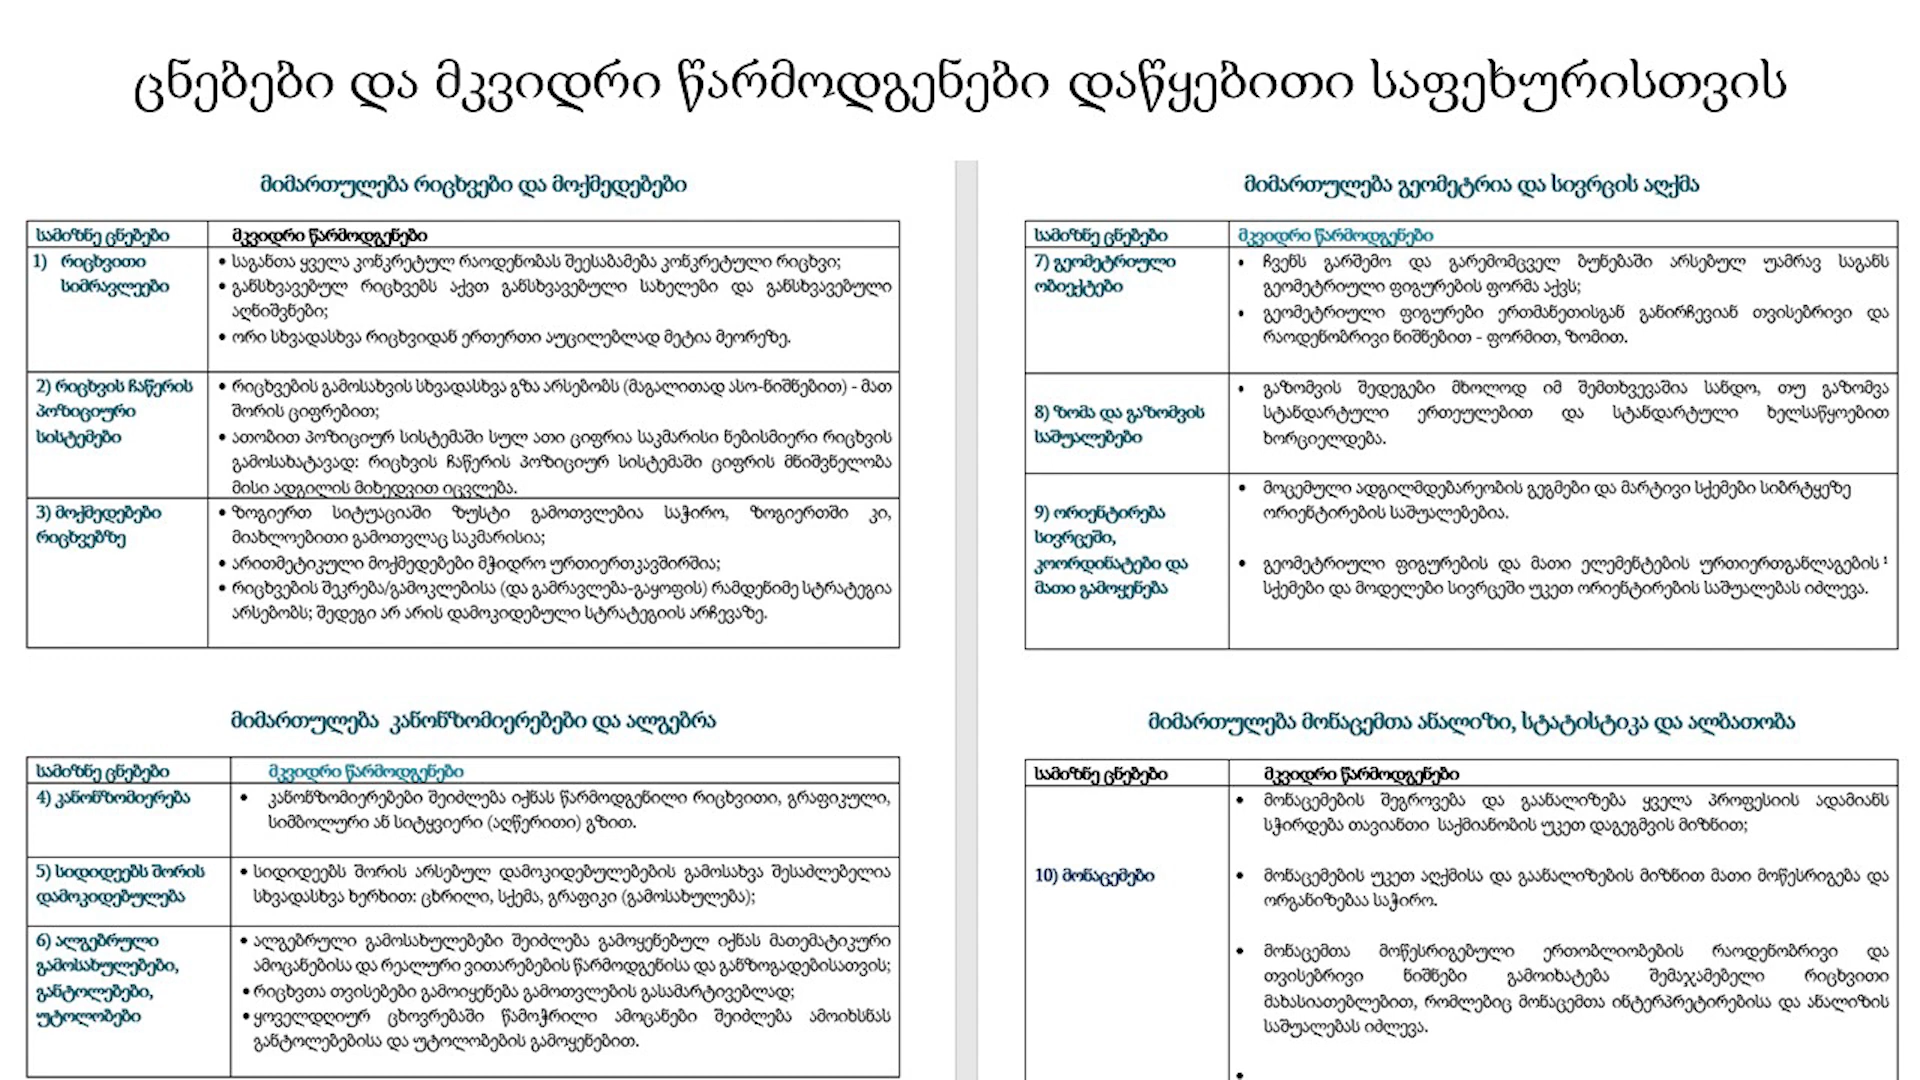 ცნებები და მკვიდრი წარმოდგენები დაწყებითი საფეხურისთვის
მიმართულება რიცხვები და მოქმედებები
სამიზნე ცნებები
მკვიდრი წარმოდგენები
1) რიცხვითი
სიმრავლეები
• საგანთა ყველა კონკრეტულ რაოდენობას შეესაბამება კონკრეტული რიცხვი;
• განსხვავებულ რიცხვებს აქვთ განსხვავებული სახელები და განსხვავებული
აღნიშვნები;
• ორი სხვადასხვა რიცხვიდან ერთერთი აუცილებლად მეტია მეორეზე.
2) რიცხვის ჩაწერის
პოზიციური
სისტემები
• რიცხვების გამოსახვის სხვადასხვა გზა არსებობს (მაგალითად ასო-ნიშნებით) - მათ
შორის ციფრებით;
• ათობით პოზიციურ სისტემაში სულ ათი ციფრია საკმარისი ნებისმიერი რიცხვის
გამოსახატავად: რიცხვის ჩაწერის პოზიციურ სისტემაში ციფრის მნიშვნელობა
მისი ადგილის მიხედვით იცვლება.
3) მოქმედებები
რიცხვებზე
• ზოგიერთ სიტუაციაში ზუსტი გამოთვლებია საჭირო, ზოგიერთში კი,
მიახლოებითი გამოთვლაც საკმარისია;
• არითმეტიკული მოქმედებები მჭიდრო ურთიერთკავშირშია;
• რიცხვების შეკრება/გამოკლებისა (და გამრავლება-გაყოფის) რამდენიმე სტრატეგია
არსებობს; შედეგი არ არის დამოკიდებული სტრატეგიის არჩევაზე.
მიმართულება კანონზომიერებები და ალგებრა
სამიზნე ცნებები
მკვიდრი წარმოდგენები
4) კანონზომიერება
• კანონზომიერებები შეიძლება იქნას წარმოდგენილი რიცხვითი, გრაფიკული,
სიმბოლური ან სიტყვიერი (აღწერითი) გზით.
5) სიდიდეებს შორის
დამოკიდებულება
• სიდიდეებს შორის არსებულ დამოკიდებულებების გამოსახვა შესაძლებელია
სხვადასხვა ხერხით: ცხრილი, სქემა, გრაფიკი (გამოსახულება);
6) ალგებრული
გამოსახულებები,
განტოლებები,
უტოლობები
• ალგებრული გამოსახულებები შეიძლება გამოყენებულ იქნას მათემატიკური
ამოცანებისა და რეალური ვითარებების წარმოდგენისა და განზოგადებისათვის;
• რიცხვთა თვისებები გამოიყენება გამოთვლების გასამარტივებლად;
• ყოველდღიურ ცხოვრებაში წამოჭრილი ამოცანები შეიძლება ამოიხსნას
განტოლებებისა და უტოლობების გამოყენებით.
მიმართულება გეომეტრია და სივრცის აღქმა
სამიზნე ცნებები
მკვიდრი წარმოდგენები
7) გეომეტრიული
ობიექტები
• ჩვენს გარშემო და გარემომცველ ბუნებაში არსებულ უამრავ საგანს
გეომეტრიული ფიგურების ფორმა აქვს;
• გეომეტრიული ფიგურები ერთმანეთისგან განირჩევიან თვისებრივი და
რაოდენობრივი ნიშნებით - ფორმით, ზომით.
8) ზომა და გაზომვის
საშუალებები
• გაზომვის შედეგები მხოლოდ იმ შემთხვევაშია სანდო, თუ გაზომვა
სტანდარტული ერთეულებით და სტანდარტული ხელსაწყოებით
ხორციელდება.
9) ორიენტირება
სივრცეში,
კოორდინატები და
მათი გამოყენება
• მოცემული ადგილმდებარეობის გეგმები და მარტივი სქემები სიბრტყეზე
ორიენტირების საშუალებებია.
• გეომეტრიული ფიგურების და მათი ელემენტების ურთიერთგანლაგების ¹
სქემები და მოდელები სივრცეში უკეთ ორიენტირების საშუალებას იძლევა.
მიმართულება მონაცემთა ანალიზი, სტატისტიკა და ალბათობა
სამიზნე ცნებები
მკვიდრი წარმოდგენები
10) მონაცემები
• მონაცემების შეგროვება და გაანალიზება ყველა პროფესიის ადამიანს
სჭირდება თავიანთი საქმიანობის უკეთ დაგეგმვის მიზნით;
• მონაცემების უკეთ აღქმისა და გაანალიზების მიზნით მათი მოწესრიგება და
ორგანიზებაა საჭირო.
• მონაცემთა მოწესრიგებული ერთობლიობების რაოდენობრივი და
თვისებრივი ნიშნები გამოიხატება შემაჯამებელი რიცხვითი
მახასიათებლებით, რომლებიც მონაცემთა ინტერპრეტირებისა და ანალიზის
საშუალებას იძლევა.
•